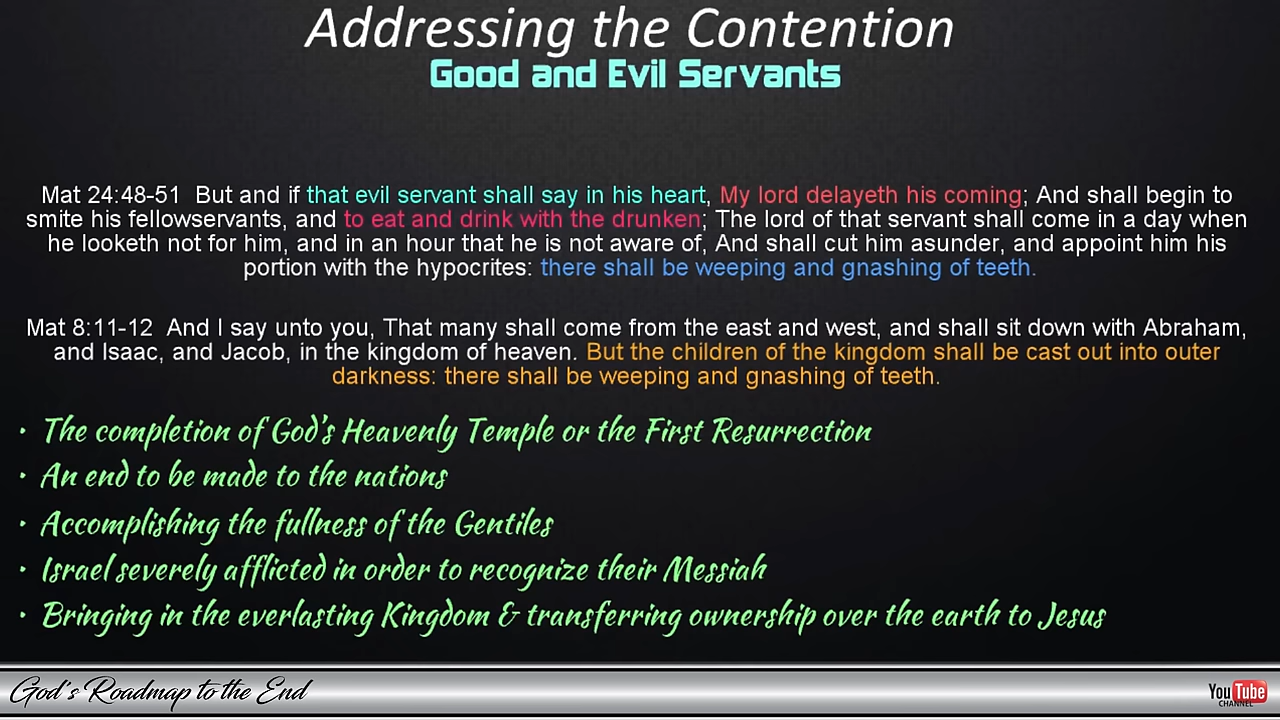 Addressing the Contention
Good and Evil Servants
Mat 24:48-51  But and if that evil servant shall say in his heart, My lord delayeth his coming; And shall begin to
smite his fellowservants, and to eat and drink with the drunken; The lord of that servant shall come in a day when
he looketh not for him, and in an hour that he is not aware of, And shall cut him asunder, and appoint him his
portion with the hypocrites: there shall be weeping and gnashing of teeth.
Mat 8:11-12  And I say unto you, That many shall come from the east and west, and shall sit down with Abraham,
and Isaac, and Jacob, in the kingdom of heaven. But the children of the kingdom shall be cast out into outer
darkness: there shall be weeping and gnashing of teeth.
• The completion of God's Heavenly Temple or the First Resurrection
• An end to be made to the nations
• Accomplishing the fullness of the Gentiles
• Israel severely afflicted in order to recognize their Messiah
• Bringing in the everlasting Kingdom & transferring ownership over the earth to Jesus
God's Roadmap to the End
YouTube
CHANNEL